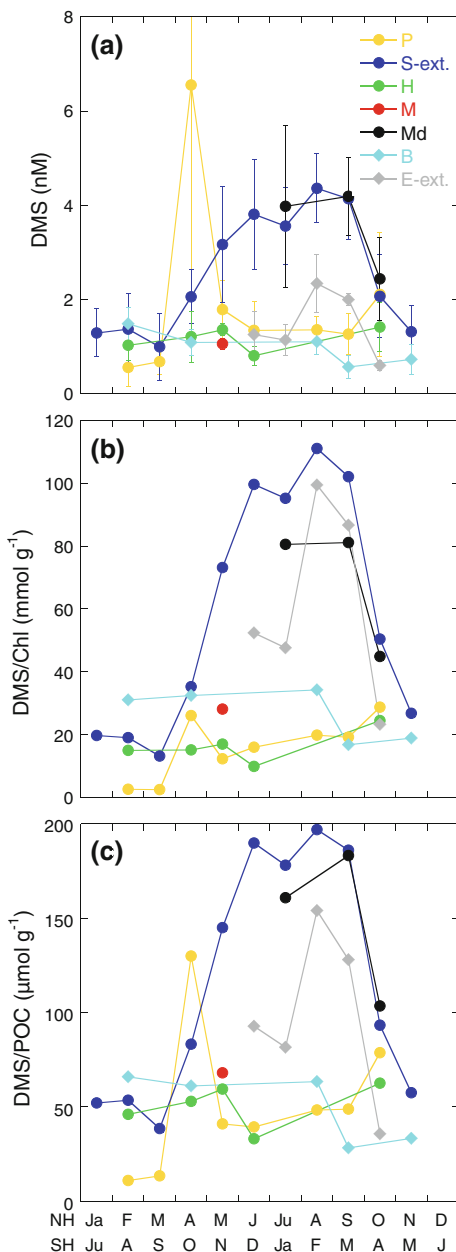 (a)
P
S-ext.
H
M
Md
B
E-ext.
DMS (nM)
8
6
4
2
0
(b)
DMS/Chl (mmol g⁻¹)
120
100
80
60
40
20
0
(c)
DMS/POC (µmol g⁻¹)
200
150
100
50
0
NH Ja F M A M J Ju A S O N D
SH Ju A S O N D Ja F M A M J